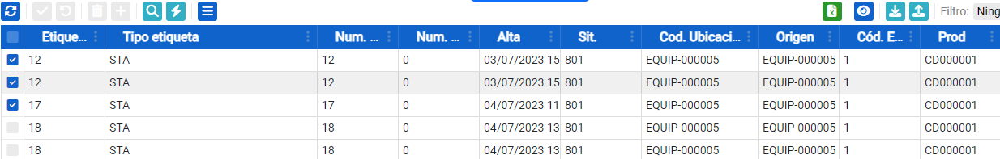 Filtro: Ning
Etique... Tipo etiqueta Num. ... Num. ... Alta Sit. Cod. Ubicaci... Origen Cód. E... Prod
12 STA 12 0 03/07/2023 15 801 EQUIP-000005 EQUIP-000005 1 CD000001
12 STA 12 0 03/07/2023 15 801 EQUIP-000005 EQUIP-000005 1 CD000001
17 STA 17 0 04/07/2023 11 801 EQUIP-000005 EQUIP-000005 1 CD000001
18 STA 18 0 04/07/2023 13 801 EQUIP-000005 EQUIP-000005 1 CD000001
18 STA 18 0 04/07/2023 13 801 EQUIP-000005 EQUIP-000005 1 CD000001